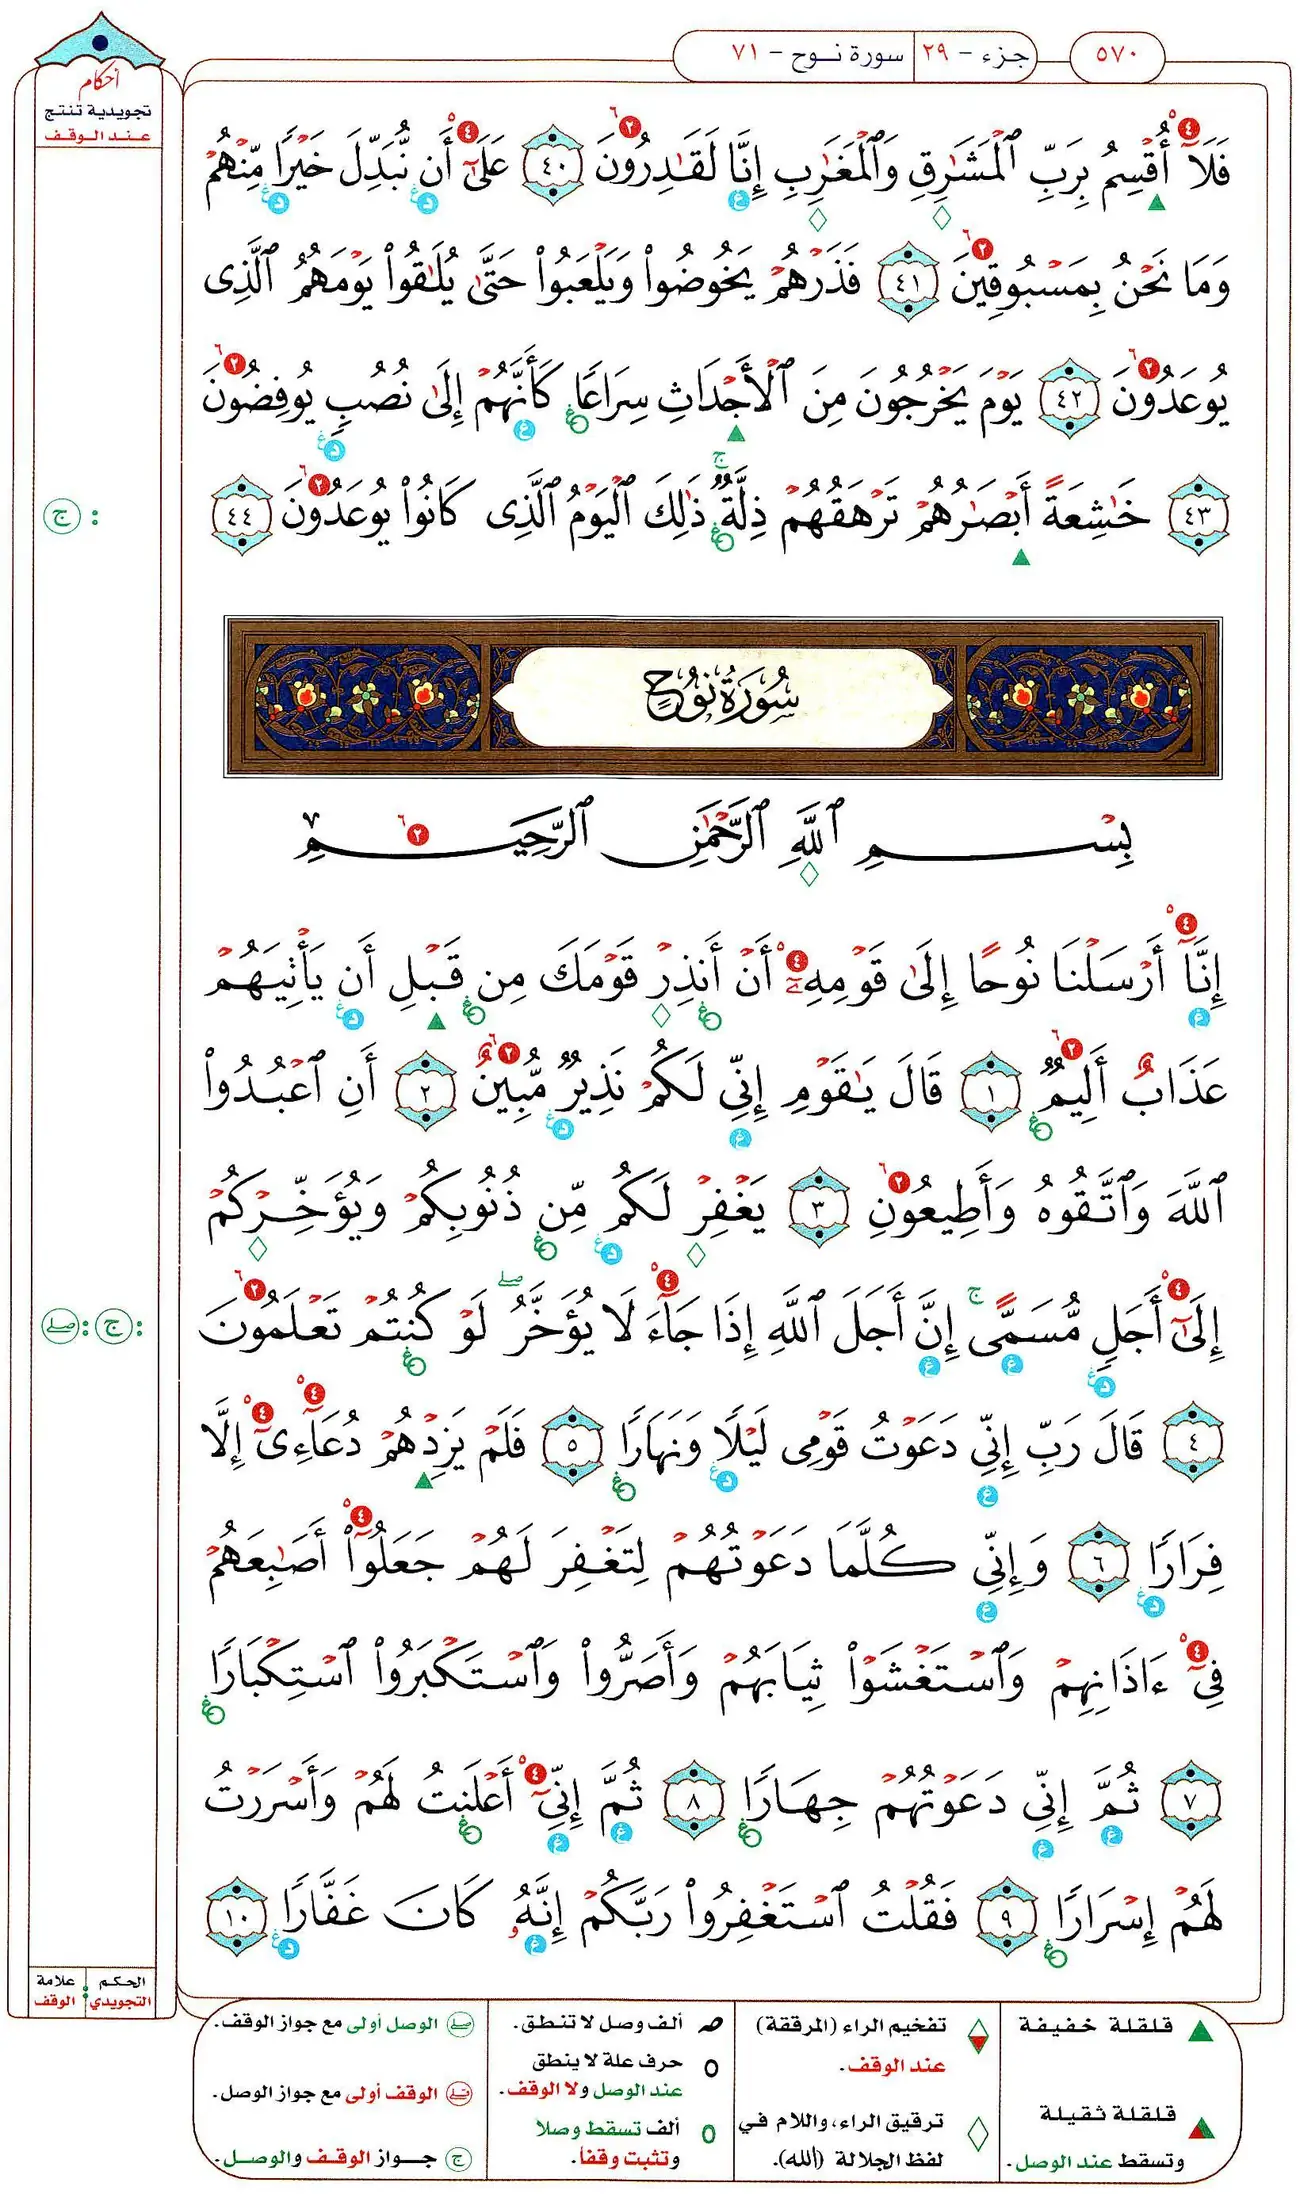 ٥٧٠
جزء - ٢٩ سورة نوح - ٧١
أحكام
تجويدية تنتج
عند الوقف
فَلَآ أُقْسِمُ بِرَبِّ ٱلْمَشَٰرِقِ وَٱلْمَغَٰرِبِ إِنَّا لَقَٰدِرُونَ ٤٠ عَلَىٰٓ أَن نُّبَدِّلَ خَيْرًا مِّنْهُمْ
وَمَا نَحْنُ بِمَسْبُوقِينَ ٤١ فَذَرْهُمْ يَخُوضُوا۟ وَيَلْعَبُوا۟ حَتَّىٰ يُلَٰقُوا۟ يَوْمَهُمُ ٱلَّذِى
يُوعَدُونَ ٤٢ يَوْمَ يَخْرُجُونَ مِنَ ٱلْأَجْدَاثِ سِرَاعًا كَأَنَّهُمْ إِلَىٰ نُصُبٍ يُوفِضُونَ
٤٣ خَٰشِعَةً أَبْصَٰرُهُمْ تَرْهَقُهُمْ ذِلَّةٌ ۚ ذَٰلِكَ ٱلْيَوْمُ ٱلَّذِى كَانُوا۟ يُوعَدُونَ ٤٤
ج :
سُورَةُ نُوحٍ
بِسْمِ ٱللَّهِ ٱلرَّحْمَٰنِ ٱلرَّحِيمِ
إِنَّآ أَرْسَلْنَا نُوحًا إِلَىٰ قَوْمِهِۦٓ أَنْ أَنذِرْ قَوْمَكَ مِن قَبْلِ أَن يَأْتِيَهُمْ
عَذَابٌ أَلِيمٌ ١ قَالَ يَٰقَوْمِ إِنِّى لَكُمْ نَذِيرٌ مُّبِينٌ ٢ أَنِ ٱعْبُدُوا۟
ٱللَّهَ وَٱتَّقُوهُ وَأَطِيعُونِ ٣ يَغْفِرْ لَكُم مِّن ذُنُوبِكُمْ وَيُؤَخِّرْكُمْ
إِلَىٰٓ أَجَلٍ مُّسَمًّى ۚ إِنَّ أَجَلَ ٱللَّهِ إِذَا جَآءَ لَا يُؤَخَّرُ ۖ لَوْ كُنتُمْ تَعْلَمُونَ
: ج : صلى
٤ قَالَ رَبِّ إِنِّى دَعَوْتُ قَوْمِى لَيْلًا وَنَهَارًا ٥ فَلَمْ يَزِدْهُمْ دُعَآءِىٓ إِلَّا
فِرَارًا ٦ وَإِنِّى كُلَّمَا دَعَوْتُهُمْ لِتَغْفِرَ لَهُمْ جَعَلُوٓا۟ أَصَٰبِعَهُمْ
فِىٓ ءَاذَانِهِمْ وَٱسْتَغْشَوْا۟ ثِيَابَهُمْ وَأَصَرُّوا۟ وَٱسْتَكْبَرُوا۟ ٱسْتِكْبَارًا
٧ ثُمَّ إِنِّى دَعَوْتُهُمْ جِهَارًا ٨ ثُمَّ إِنِّىٓ أَعْلَنتُ لَهُمْ وَأَسْرَرْتُ
لَهُمْ إِسْرَارًا ٩ فَقُلْتُ ٱسْتَغْفِرُوا۟ رَبَّكُمْ إِنَّهُۥ كَانَ غَفَّارًا ١٠
الحكم : علامة
التجويدي : الوقف
قلقلة خفيفة
قلقلة ثقيلة
وتسقط عند الوصل.
تفخيم الراء (المرققة)
عند الوقف.
ترقيق الراء، واللام في
لفظ الجلالة (الله).
ألف وصل لا تنطق.
حرف علة لا ينطق
عند الوصل ولا الوقف.
ألف تسقط وصلا
وتثبت وقفاً.
صلى الوصل أولى مع جواز الوقف.
قلى الوقف أولى مع جواز الوصل.
ج جواز الوقف والوصل.